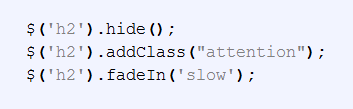 $('h2').hide();
$('h2').addClass("attention");
$('h2').fadeIn('slow');